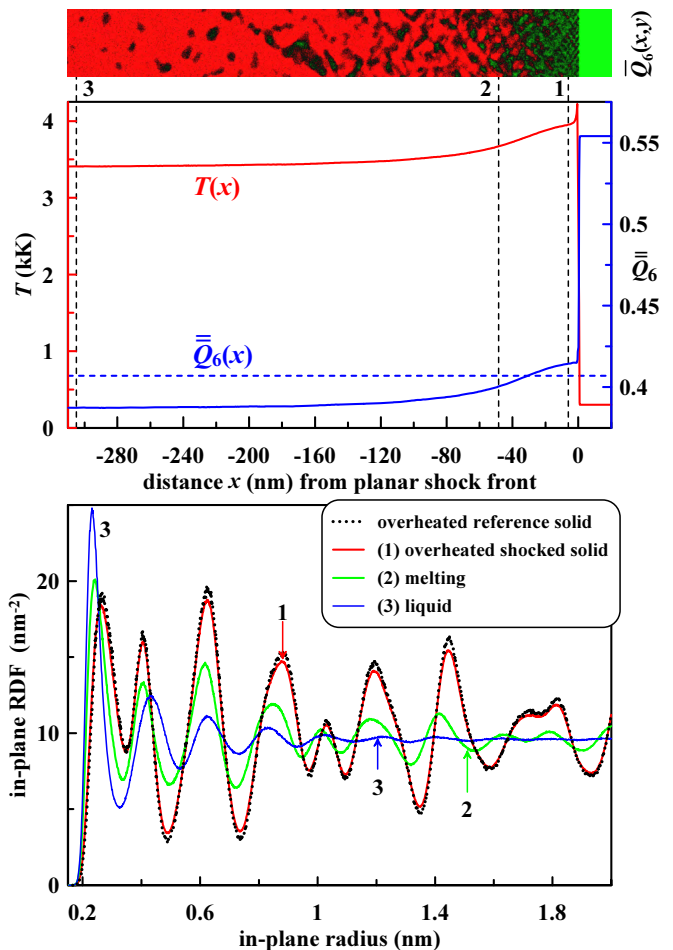 Q̅₆(x,y)
3 2 1
4
3
2
1
0
T (kK)
T(x)
Q̿₆(x)
0.55
0.5
0.45
0.4
Q̿₆
-280 -240 -200 -160 -120 -80 -40 0
distance x (nm) from planar shock front
3
1
3
2
overheated reference solid
(1) overheated shocked solid
(2) melting
(3) liquid
20
10
0
in-plane RDF (nm⁻²)
0.2 0.6 1 1.4 1.8
in-plane radius (nm)